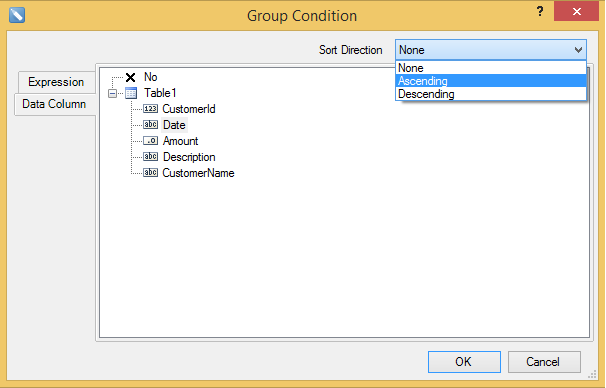 Group Condition
?
Sort Direction
None
None
Ascending
Descending
Expression
Data Column
No
Table1
123 CustomerId
abc Date
.0 Amount
abc Description
abc CustomerName
OK
Cancel